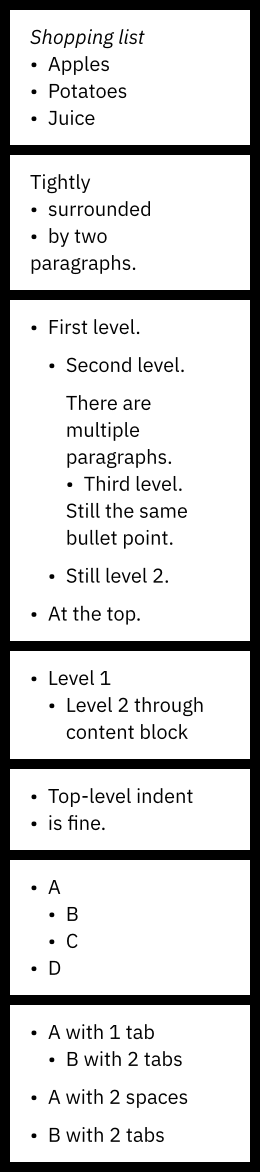 Shopping list
• Apples
• Potatoes
• Juice
Tightly
• surrounded
• by two
paragraphs.
• First level.
• Second level.
There are
multiple
paragraphs.
• Third level.
Still the same
bullet point.
• Still level 2.
• At the top.
• Level 1
• Level 2 through
content block
• Top-level indent
• is fine.
• A
• B
• C
• D
• A with 1 tab
• B with 2 tabs
• A with 2 spaces
• B with 2 tabs